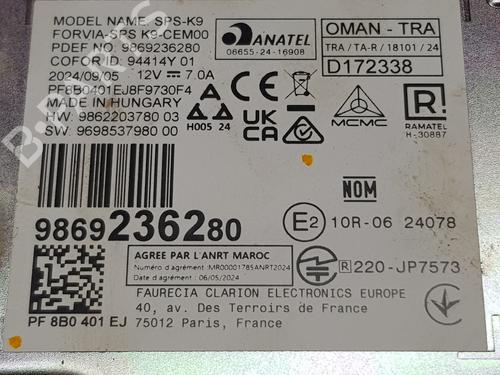 MODEL NAME: SPS-K9
FORVIA-SPS K9-CEM00
PDEF NO. 9869236280
COFOR 94414Y 01
2024/09/05 12V ⎓ 7.0A
PF8B0401EJ8F9730F4
MADE IN HUNGARY
HW: 9862203780 03
SW: 9698537980 00
ANATEL
06655-24-16908
A
H005 24
UK
CA
MCMC
OMAN - TRA
TRA / TA-R / 18101 / 24
D172338
R!
RAMATEL
H-30887
NOM
9869236280
E2 10R-06 24078
AGREE PAR L'ANRT MAROC
Numéro d'agrément: MR00001785ANRT2024
Date d'agrément: 06/05/2024
R 220-JP7573
FAURECIA CLARION ELECTRONICS EUROPE
40, av. Des Terroirs de France
75012 Paris, France
PF 8B0 401 EJ
B-PARTS